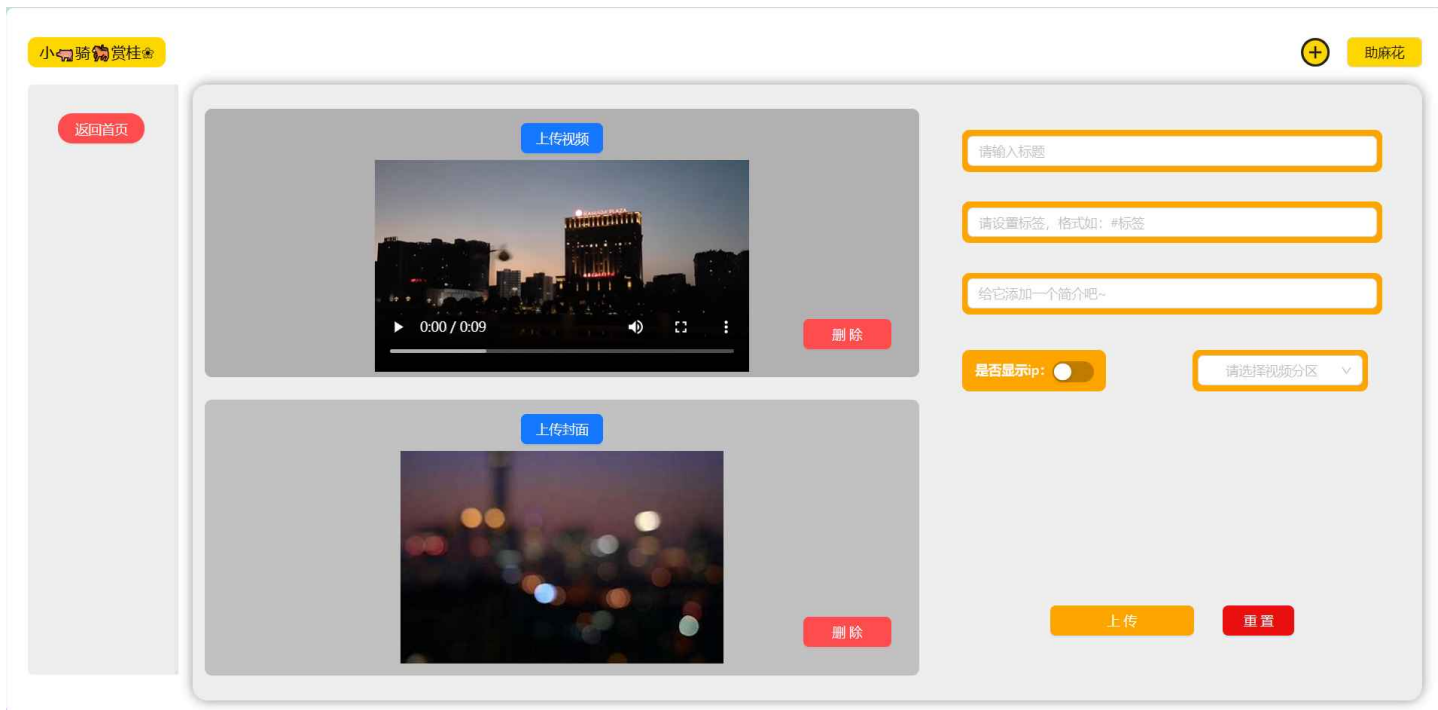 小🐖骑🐎赏桂🏵
助麻花
返回首页
上传视频
0:00 / 0:09
删 除
上传封面
删 除
请输入标题
请设置标签，格式如：#标签
给它添加一个简介吧~
是否显示ip：
请选择视频分区
上 传
重 置